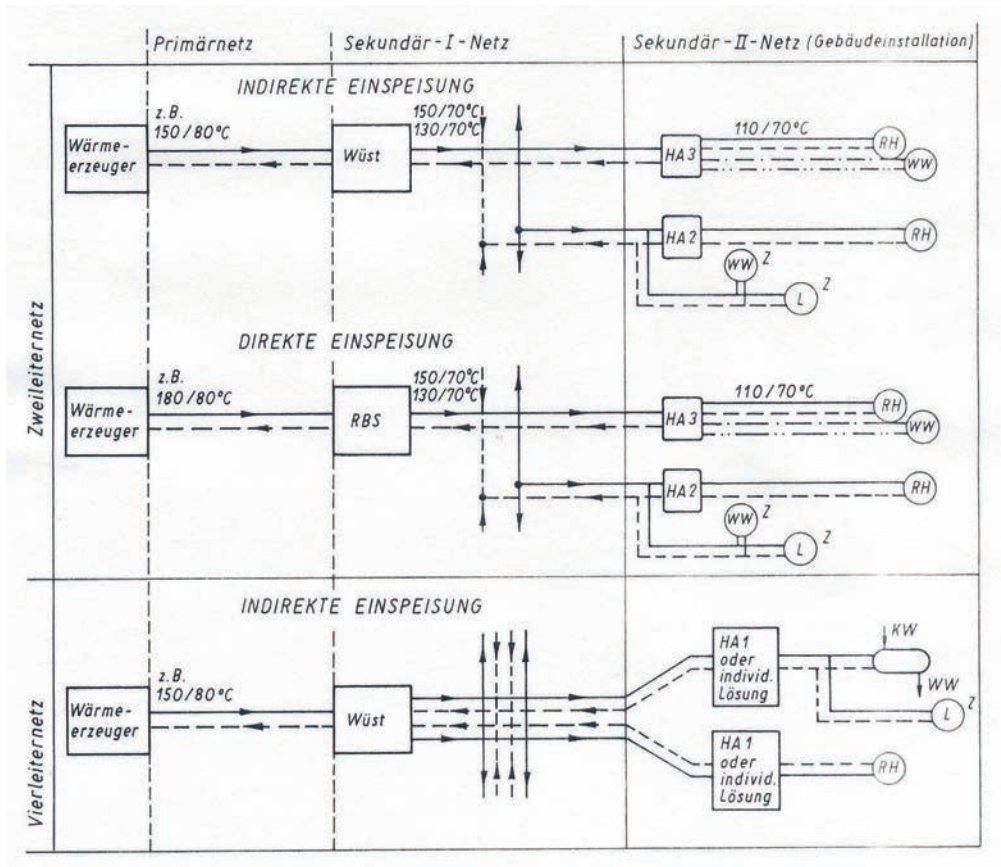 Primärnetz
Sekundär-I-Netz
Sekundär-II-Netz (Gebäudeinstallation)
Zweileiternetz
INDIREKTE EINSPEISUNG
Wärme-
erzeuger
z.B.
150/80°C
Wüst
150/70°C
130/70°C
HA3
110/70°C
RH
WW
HA2
RH
WW
Z
L
Z
DIREKTE EINSPEISUNG
Wärme-
erzeuger
z.B.
180/80°C
RBS
150/70°C
130/70°C
HA3
110/70°C
RH
WW
HA2
RH
WW
Z
L
Z
Vierleiternetz
INDIREKTE EINSPEISUNG
Wärme-
erzeuger
z.B.
150/80°C
Wüst
HA1
oder
individ.
Lösung
KW
WW
L
Z
HA1
oder
individ.
Lösung
RH